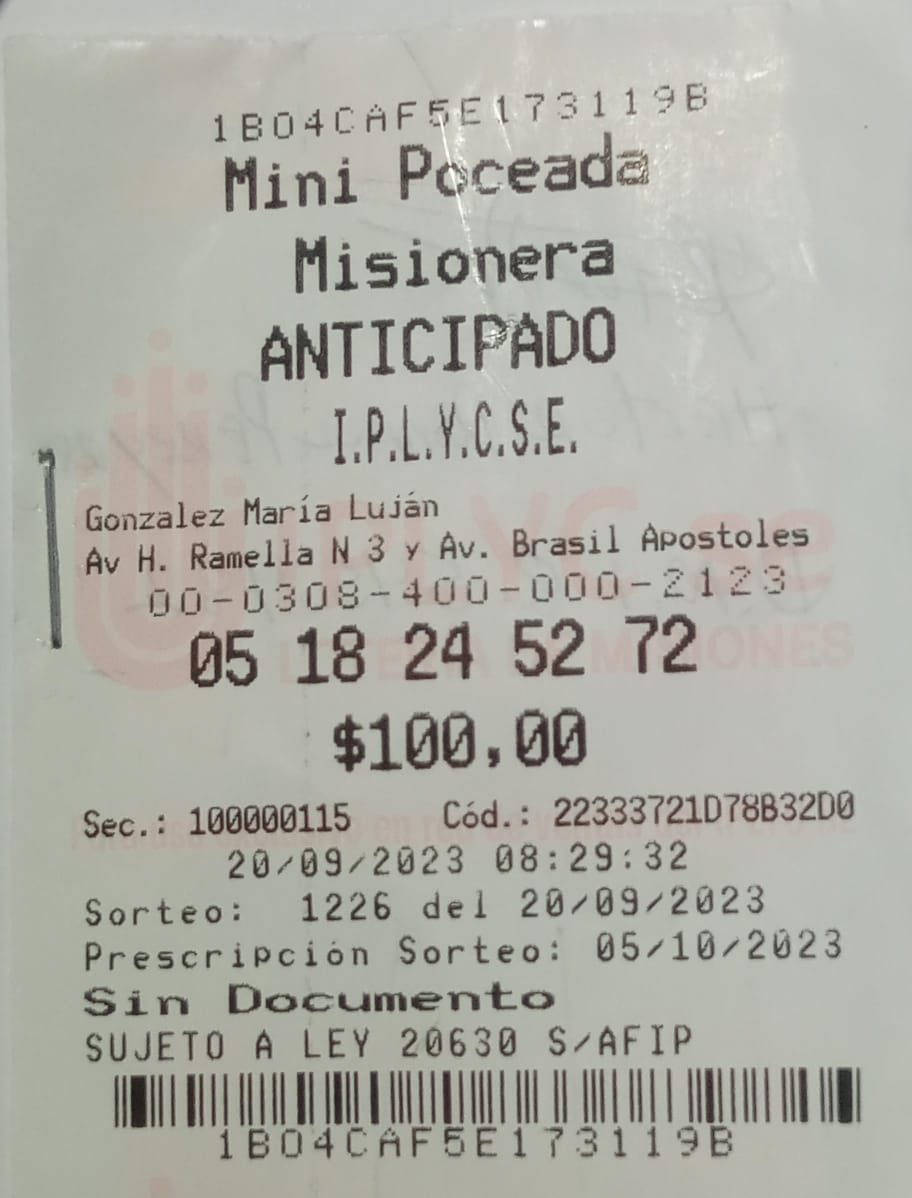 1B04CAF5E173119B
Mini Poceada
Misionera
ANTICIPADO
I.P.L.Y.C.S.E.
Gonzalez María Luján
Av H. Ramella N 3 y Av. Brasil Apostoles
00-0308-400-000-2123
05 18 24 52 72
$100,00
Sec.: 100000115 Cód.: 22333721D78B32D0
20/09/2023 08:29:32
Sorteo: 1226 del 20/09/2023
Prescripción Sorteo: 05/10/2023
Sin Documento
SUJETO A LEY 20630 S/AFIP
1B04CAF5E173119B